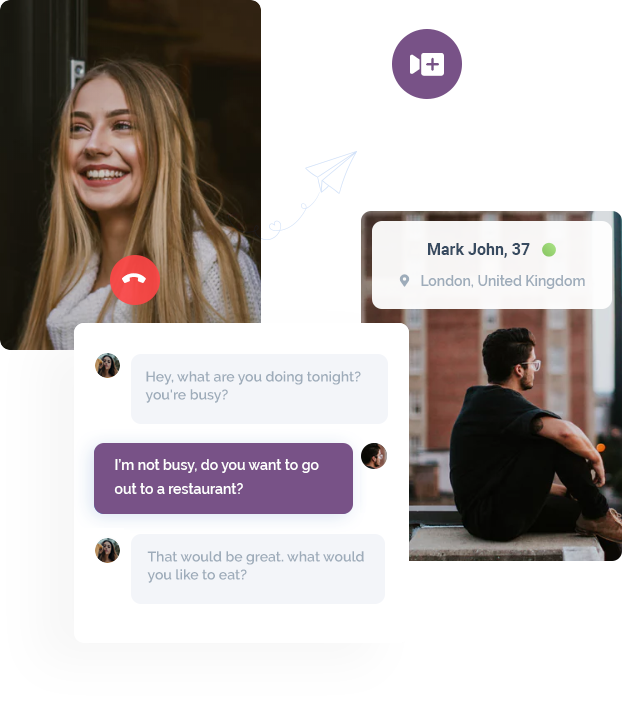 Mark John, 37
London, United Kingdom
Hey, what are you doing tonight?
you're busy?
I'm not busy, do you want to go
out to a restaurant?
That would be great. what would
you like to eat?